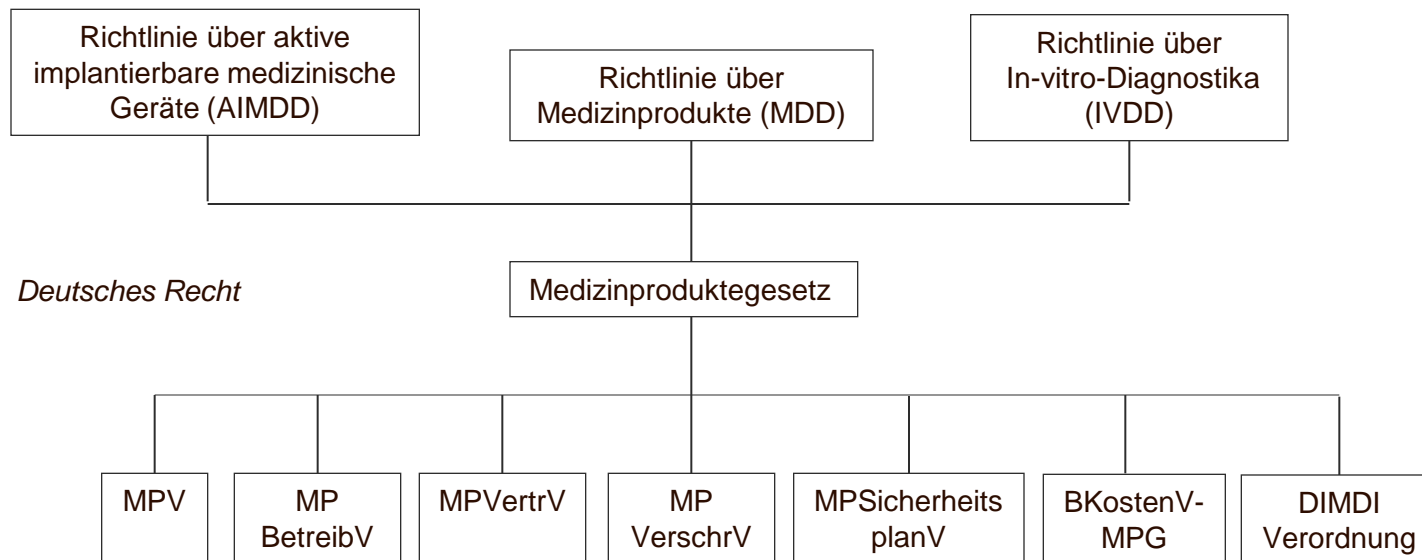 Richtlinie über aktive
implantierbare medizinische
Geräte (AIMDD)
Richtlinie über
Medizinprodukte (MDD)
Richtlinie über
In-vitro-Diagnostika
(IVDD)
Deutsches Recht
Medizinproduktegesetz
MPV
MP
BetreibV
MPVertrV
MP
VerschrV
MPSicherheits
planV
BKostenV-
MPG
DIMDI
Verordnung